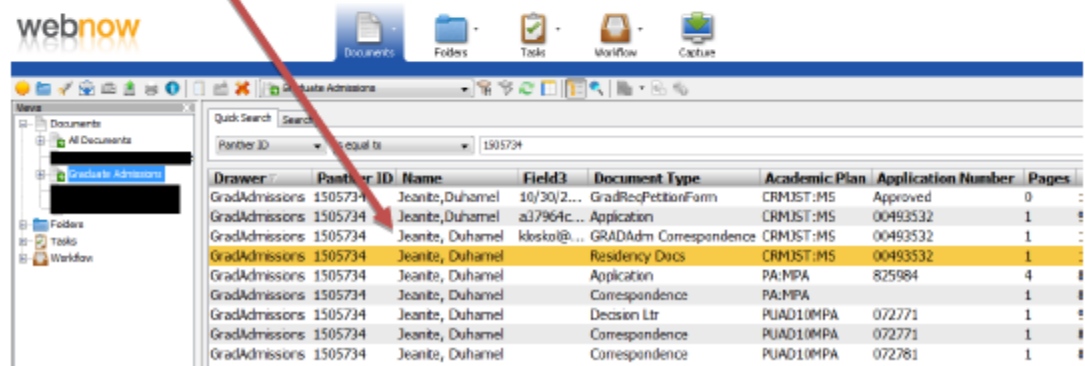 webnow
Documents Folders Tasks Workflow Capture
Graduate Admissions
Views
Documents
All Documents
Graduate Admissions
Folders
Tasks
Workflow
Quick Search Search
Panther ID is equal to 1505734
Drawer Panther ID Name Field3 Document Type Academic Plan Application Number Pages
GradAdmissions 1505734 Jeanite,Duhamel 10/30/2... GradReqPetitionForm CRMJST:MS Approved 0
GradAdmissions 1505734 Jeanite, Duhamel a37964c... Application CRMJST:MS 00493532 1
GradAdmissions 1505734 Jeanite, Duhamel klosko@... GRADAdm Correspondence CRMJST:MS 00493532 1
GradAdmissions 1505734 Jeanite, Duhamel Residency Docs CRMJST:MS 00493532 1
GradAdmissions 1505734 Jeanite, Duhamel Application PA:MPA 825984 4
GradAdmissions 1505734 Jeanite, Duhamel Correspondence PA:MPA 1
GradAdmissions 1505734 Jeanite, Duhamel Decision Ltr PUAD10MPA 072771 1
GradAdmissions 1505734 Jeanite, Duhamel Correspondence PUAD10MPA 072771 1
GradAdmissions 1505734 Jeanite, Duhamel Correspondence PUAD10MPA 072781 1